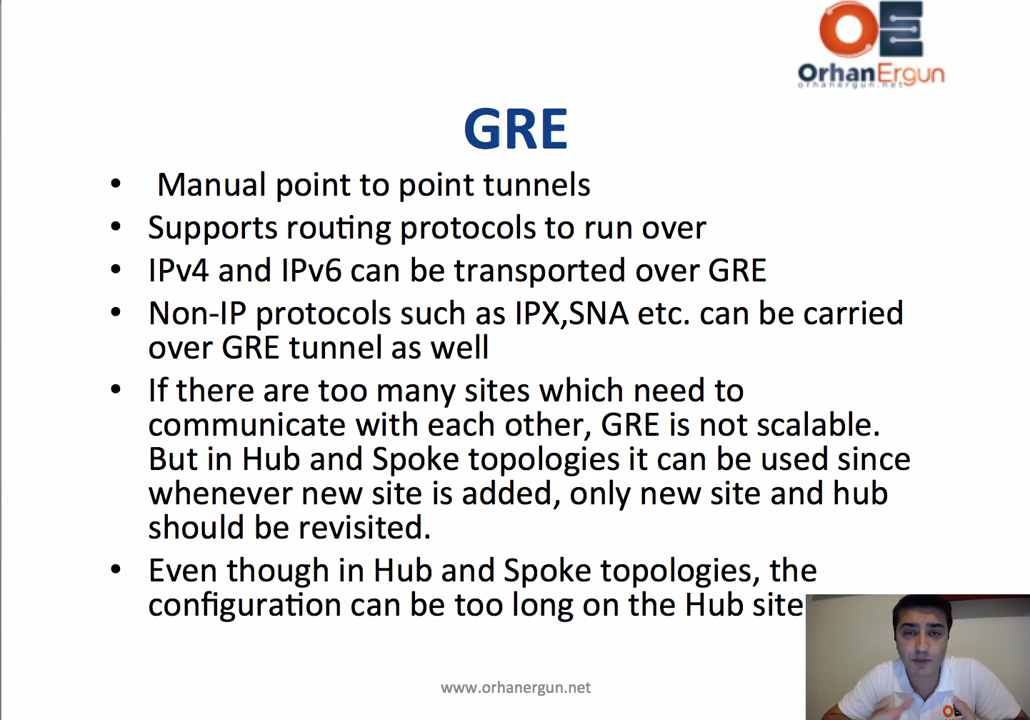 OE
OrhanErgun
orhanergun.net
GRE
• Manual point to point tunnels
• Supports routing protocols to run over
• IPv4 and IPv6 can be transported over GRE
• Non-IP protocols such as IPX,SNA etc. can be carried
over GRE tunnel as well
• If there are too many sites which need to
communicate with each other, GRE is not scalable.
But in Hub and Spoke topologies it can be used since
whenever new site is added, only new site and hub
should be revisited.
• Even though in Hub and Spoke topologies, the
configuration can be too long on the Hub site
www.orhanergun.net
OE